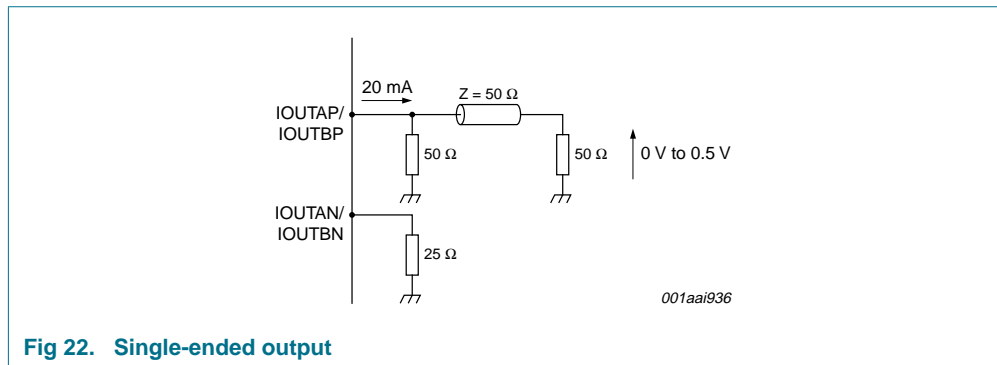 20 mA
Z = 50 Ω
IOUTAP/
IOUTBP
50 Ω
50 Ω
0 V to 0.5 V
IOUTAN/
IOUTBN
25 Ω
001aai936
Fig 22. Single-ended output